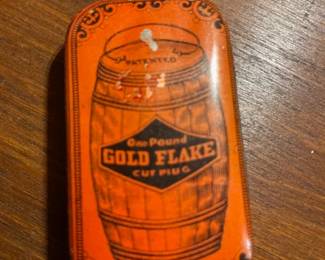 PATENTED
One Pound
GOLD FLAKE
CUT PLUG